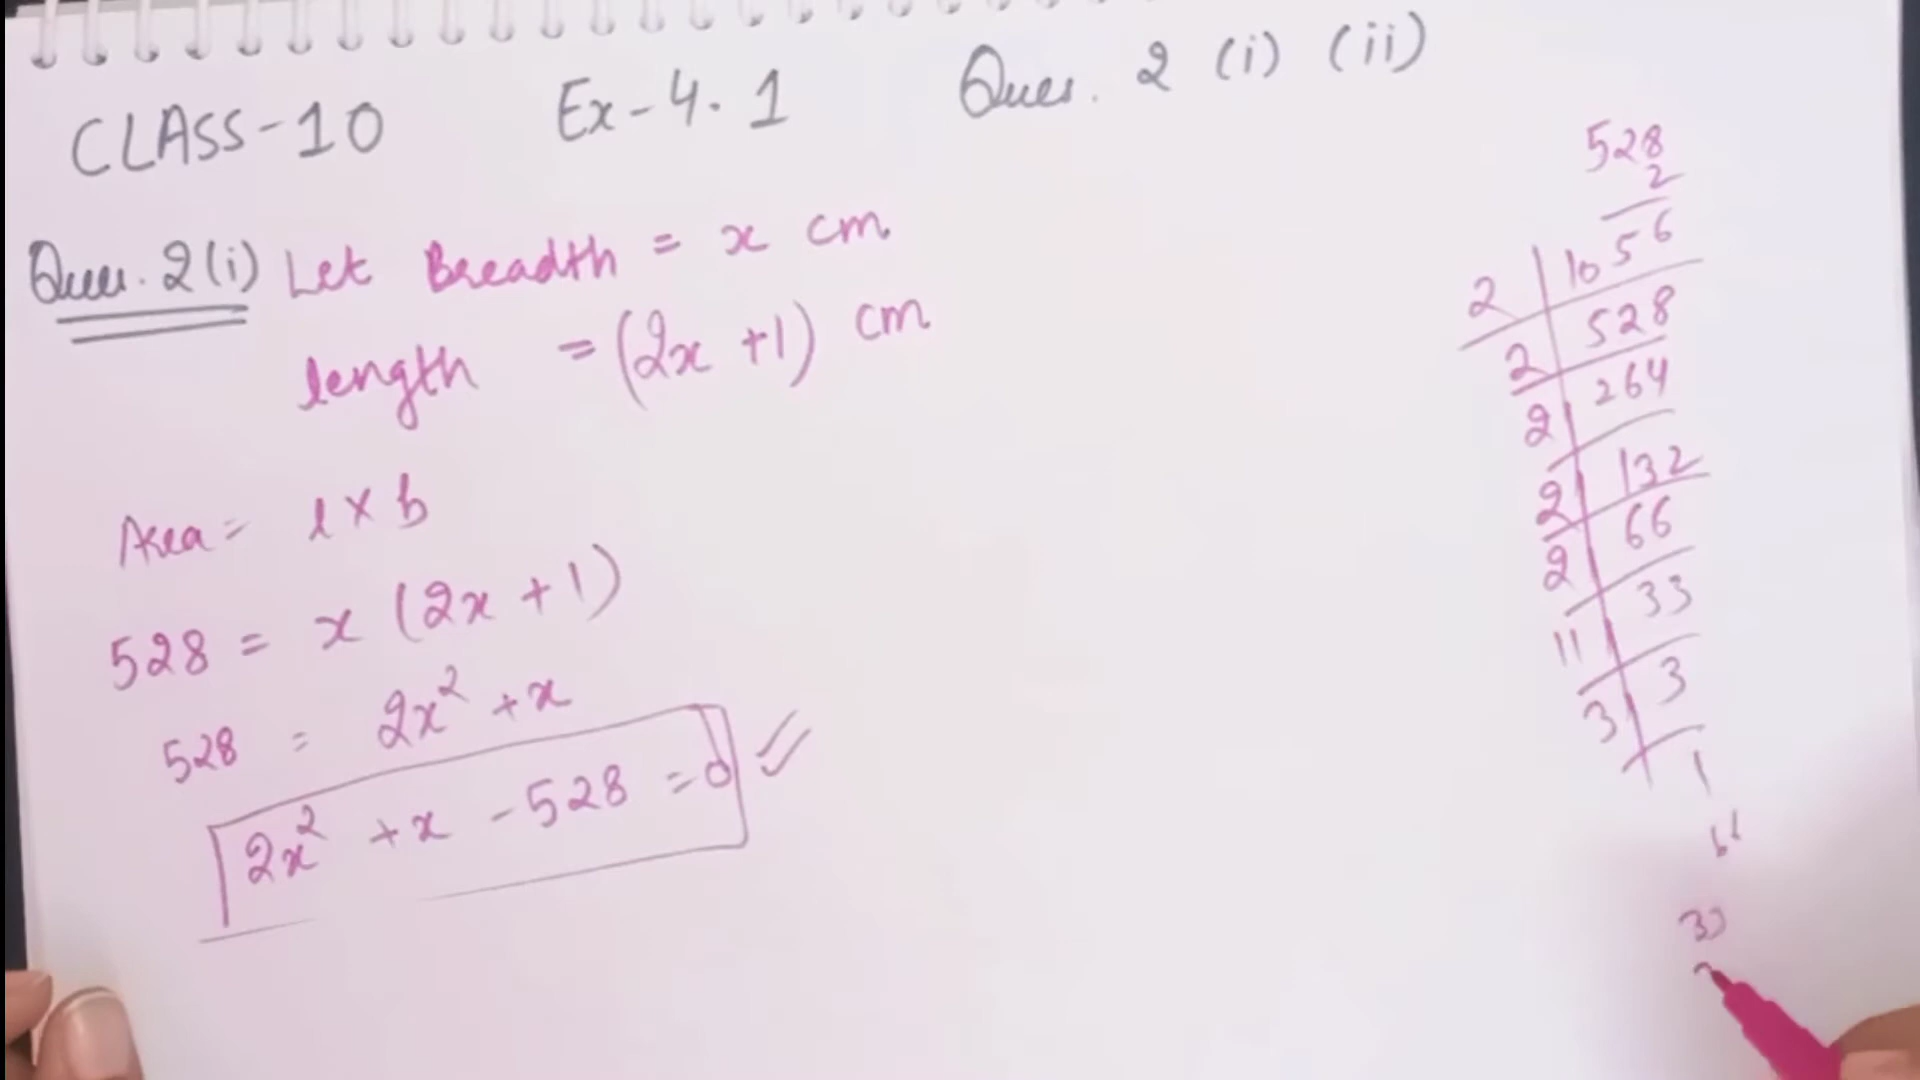 CLASS-10 Ex-4.1 Ques. 2 (i) (ii)
Ques. 2(i) Let Breadth = x cm
length = (2x +1) cm
Area = l × b
528 = x (2x + 1)
528 = 2x² + x
2x² + x - 528 = 0
528
2
2 | 1056
2 | 528
2 | 264
2 | 132
2 | 66
11 | 33
3 | 3
1